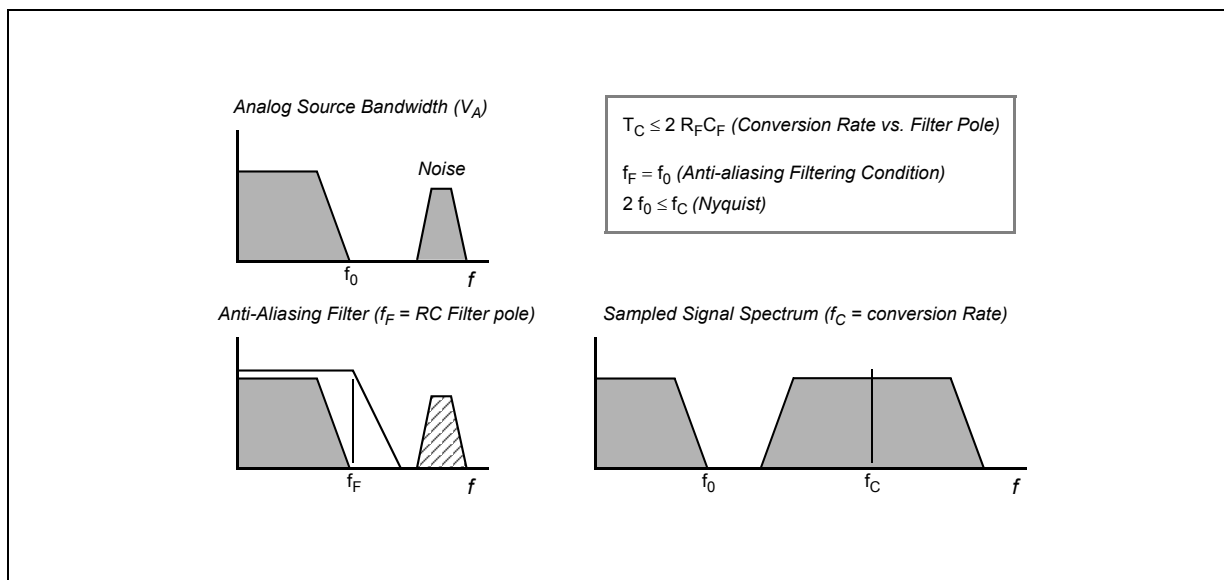 Analog Source Bandwidth (VA)
Noise
f0
f
TC ≤ 2 RFCF (Conversion Rate vs. Filter Pole)
fF = f0 (Anti-aliasing Filtering Condition)
2 f0 ≤ fC (Nyquist)
Anti-Aliasing Filter (fF = RC Filter pole)
fF
f
Sampled Signal Spectrum (fC = conversion Rate)
f0
fC
f